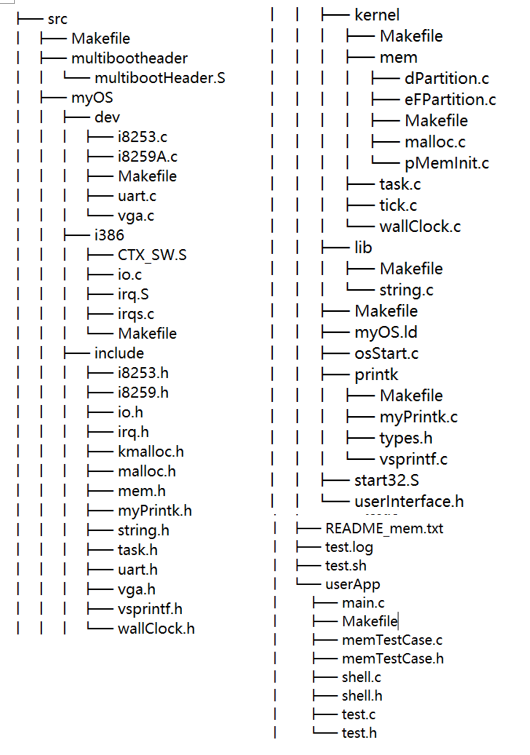 src
Makefile
multibootheader
multibootHeader.S
myOS
dev
i8253.c
i8259A.c
Makefile
uart.c
vga.c
i386
CTX_SW.S
io.c
irq.S
irqs.c
Makefile
include
i8253.h
i8259.h
io.h
irq.h
kmalloc.h
malloc.h
mem.h
myPrintk.h
string.h
task.h
uart.h
vga.h
vsprintf.h
wallClock.h
kernel
Makefile
mem
dPartition.c
eFPartition.c
Makefile
malloc.c
pMemInit.c
task.c
tick.c
wallClock.c
lib
Makefile
string.c
Makefile
myOS.ld
osStart.c
printk
Makefile
myPrintk.c
types.h
vsprintf.c
start32.S
userInterface.h
README_mem.txt
test.log
test.sh
userApp
main.c
Makefile
memTestCase.c
memTestCase.h
shell.c
shell.h
test.c
test.h